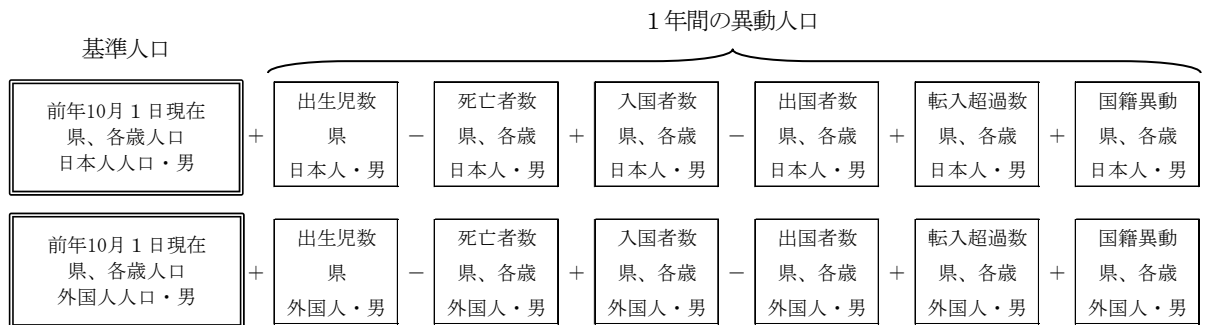 １年間の異動人口
基準人口
前年10月１日現在
県、各歳人口
日本人人口・男
＋
出生児数
県
日本人・男
－
死亡者数
県、各歳
日本人・男
＋
入国者数
県、各歳
日本人・男
－
出国者数
県、各歳
日本人・男
＋
転入超過数
県、各歳
日本人・男
＋
国籍異動
県、各歳
日本人・男
前年10月１日現在
県、各歳人口
外国人人口・男
＋
出生児数
県
外国人・男
－
死亡者数
県、各歳
外国人・男
＋
入国者数
県、各歳
外国人・男
－
出国者数
県、各歳
外国人・男
＋
転入超過数
県、各歳
外国人・男
＋
国籍異動
県、各歳
外国人・男